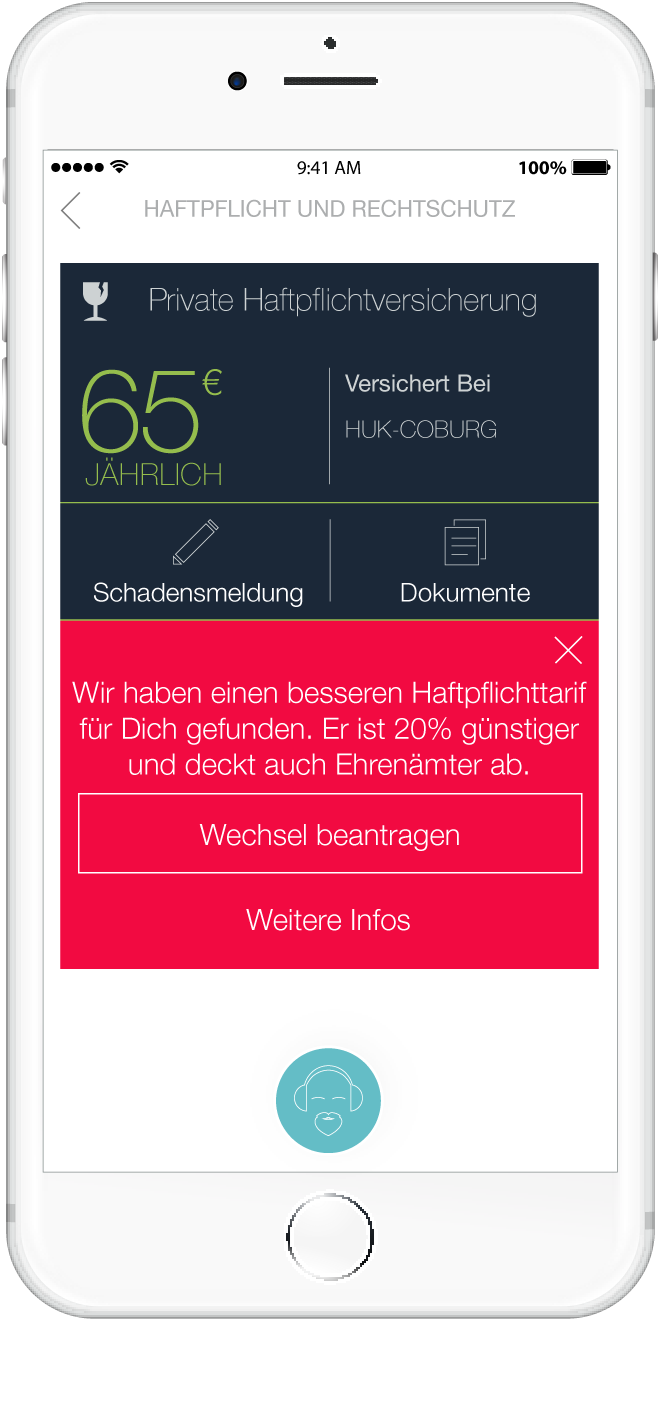 9:41 AM 100%
HAFTPFLICHT UND RECHTSCHUTZ
Private Haftpflichtversicherung
65€
JÄHRLICH
Versichert Bei
HUK-COBURG
Schadensmeldung
Dokumente
Wir haben einen besseren Haftpflichttarif
für Dich gefunden. Er ist 20% günstiger
und deckt auch Ehrenämter ab.
Wechsel beantragen
Weitere Infos